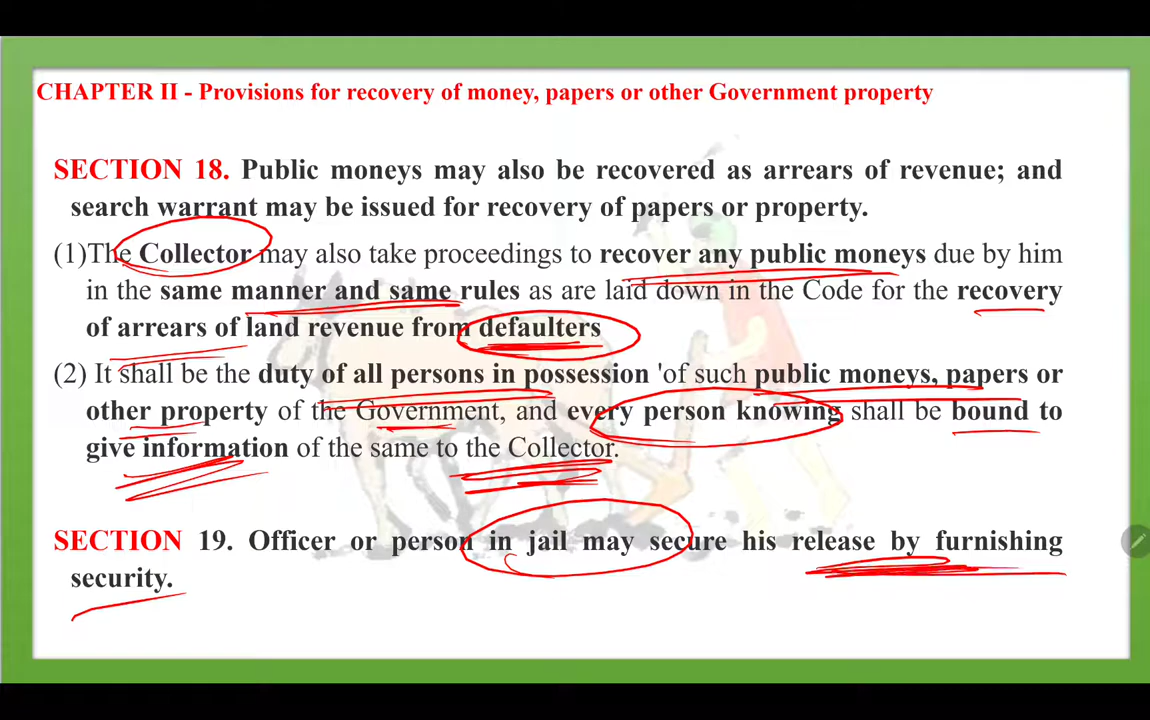 CHAPTER II - Provisions for recovery of money, papers or other Government property
SECTION 18. Public moneys may also be recovered as arrears of revenue; and
search warrant may be issued for recovery of papers or property.
(1)The Collector may also take proceedings to recover any public moneys due by him
in the same manner and same rules as are laid down in the Code for the recovery
of arrears of land revenue from defaulters
(2) It shall be the duty of all persons in possession 'of such public moneys, papers or
other property of the Government, and every person knowing shall be bound to
give information of the same to the Collector.
SECTION 19. Officer or person in jail may secure his release by furnishing
security.